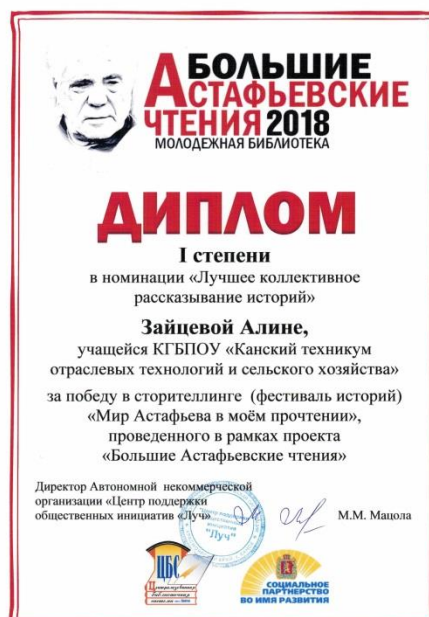 БОЛЬШИЕ
АСТАФЬЕВСКИЕ
ЧТЕНИЯ 2018
МОЛОДЕЖНАЯ БИБЛИОТЕКА
ДИПЛОМ
I степени
в номинации «Лучшее коллективное
рассказывание историй»
Зайцевой Алине,
учащейся КГБПОУ «Канский техникум
отраслевых технологий и сельского хозяйства»
за победу в сторителлинге (фестиваль историй)
«Мир Астафьева в моём прочтении»,
проведенного в рамках проекта
«Большие Астафьевские чтения»
Директор Автономной некоммерческой
организации «Центр поддержки
общественных инициатив «Луч»
М.М. Мацола
"Луч"
ЦБС
Централизованная
библиотечная
СОЦИАЛЬНОЕ
ПАРТНЕРСТВО
ВО ИМЯ РАЗВИТИЯ